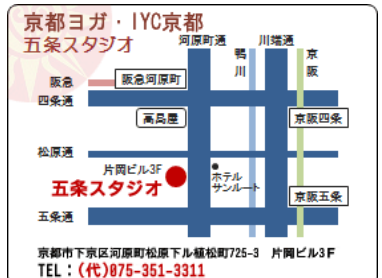 京都ヨガ・IYC京都
五条スタジオ
河原町通
鴨川
川端通
京阪
阪急
阪急河原町
四条通
高島屋
京阪四条
松原通
片岡ビル3F
五条スタジオ
ホテル
サンルート
京阪五条
五条通
京都市下京区河原町松原下ル植松町725-3 片岡ビル3F
TEL：(代)075-351-3311